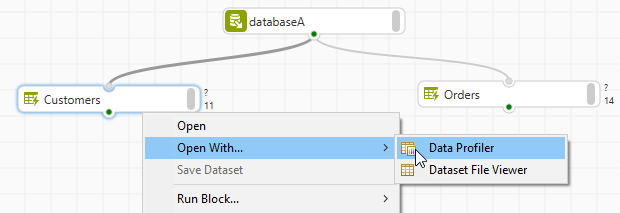 databaseA
Customers
?
11
Orders
?
14
Open
Open With...
Save Dataset
Run Block...
Data Profiler
Dataset File Viewer